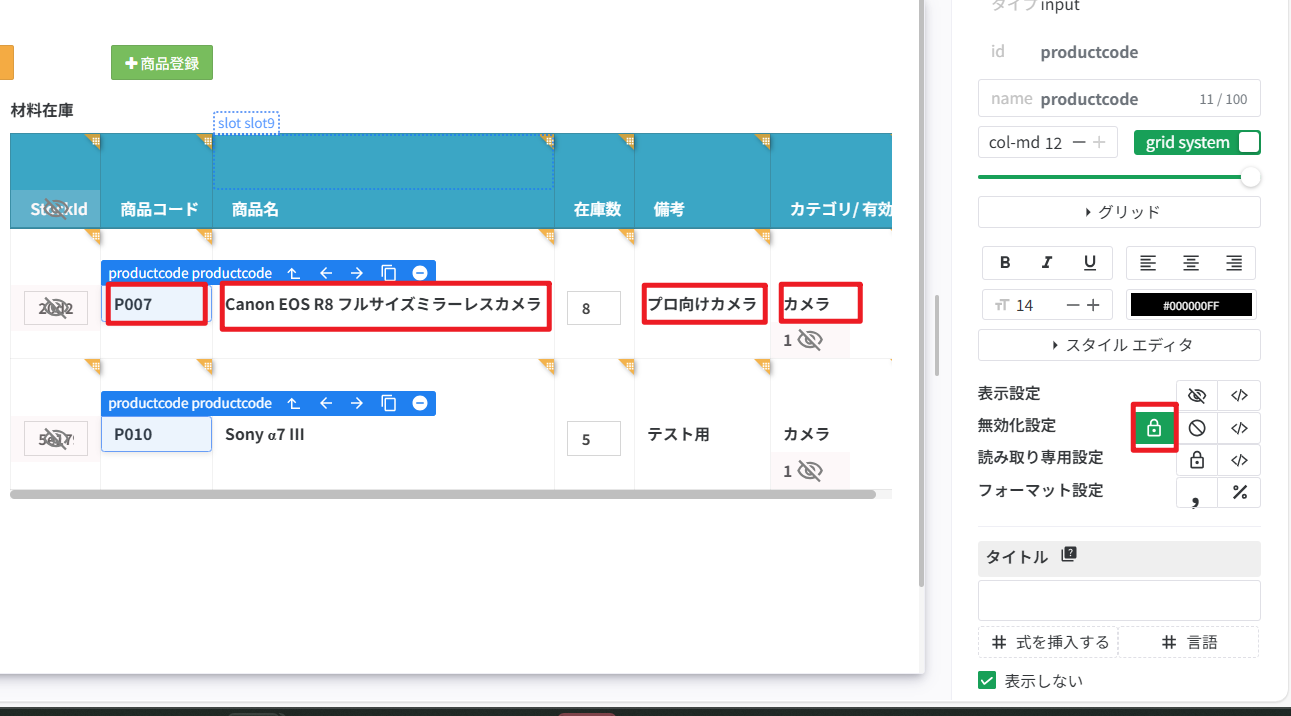 タイプ input
id productcode
name productcode 11 / 100
col-md 12 − + grid system
グリッド
B I U
тT 14 − + #000000FF
スタイル エディタ
表示設定 </>
無効化設定 </>
読み取り専用設定 </>
フォーマット設定 , %
タイトル ?
# 式を挿入する # 言語
表示しない
+商品登録
材料在庫
slot slot9
商品コード 商品名 在庫数 備考 カテゴリ/ 有効
productcode productcode
P007 Canon EOS R8 フルサイズミラーレスカメラ 8 プロ向けカメラ カメラ
1
productcode productcode
P010 Sony α7 III 5 テスト用 カメラ
1